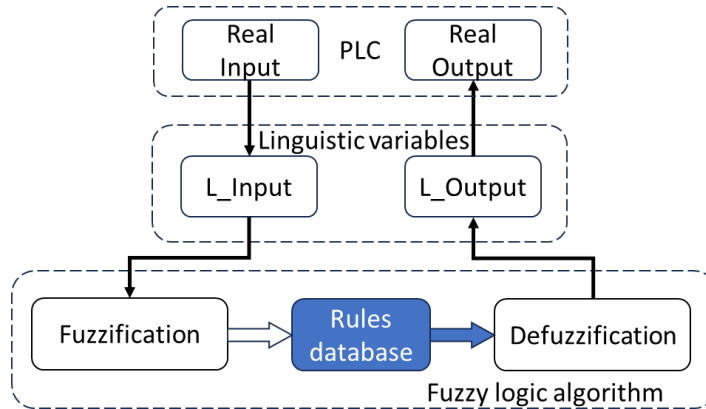 Real
Input
PLC
Real
Output
Linguistic variables
L_Input
L_Output
Fuzzification
Rules
database
Defuzzification
Fuzzy logic algorithm